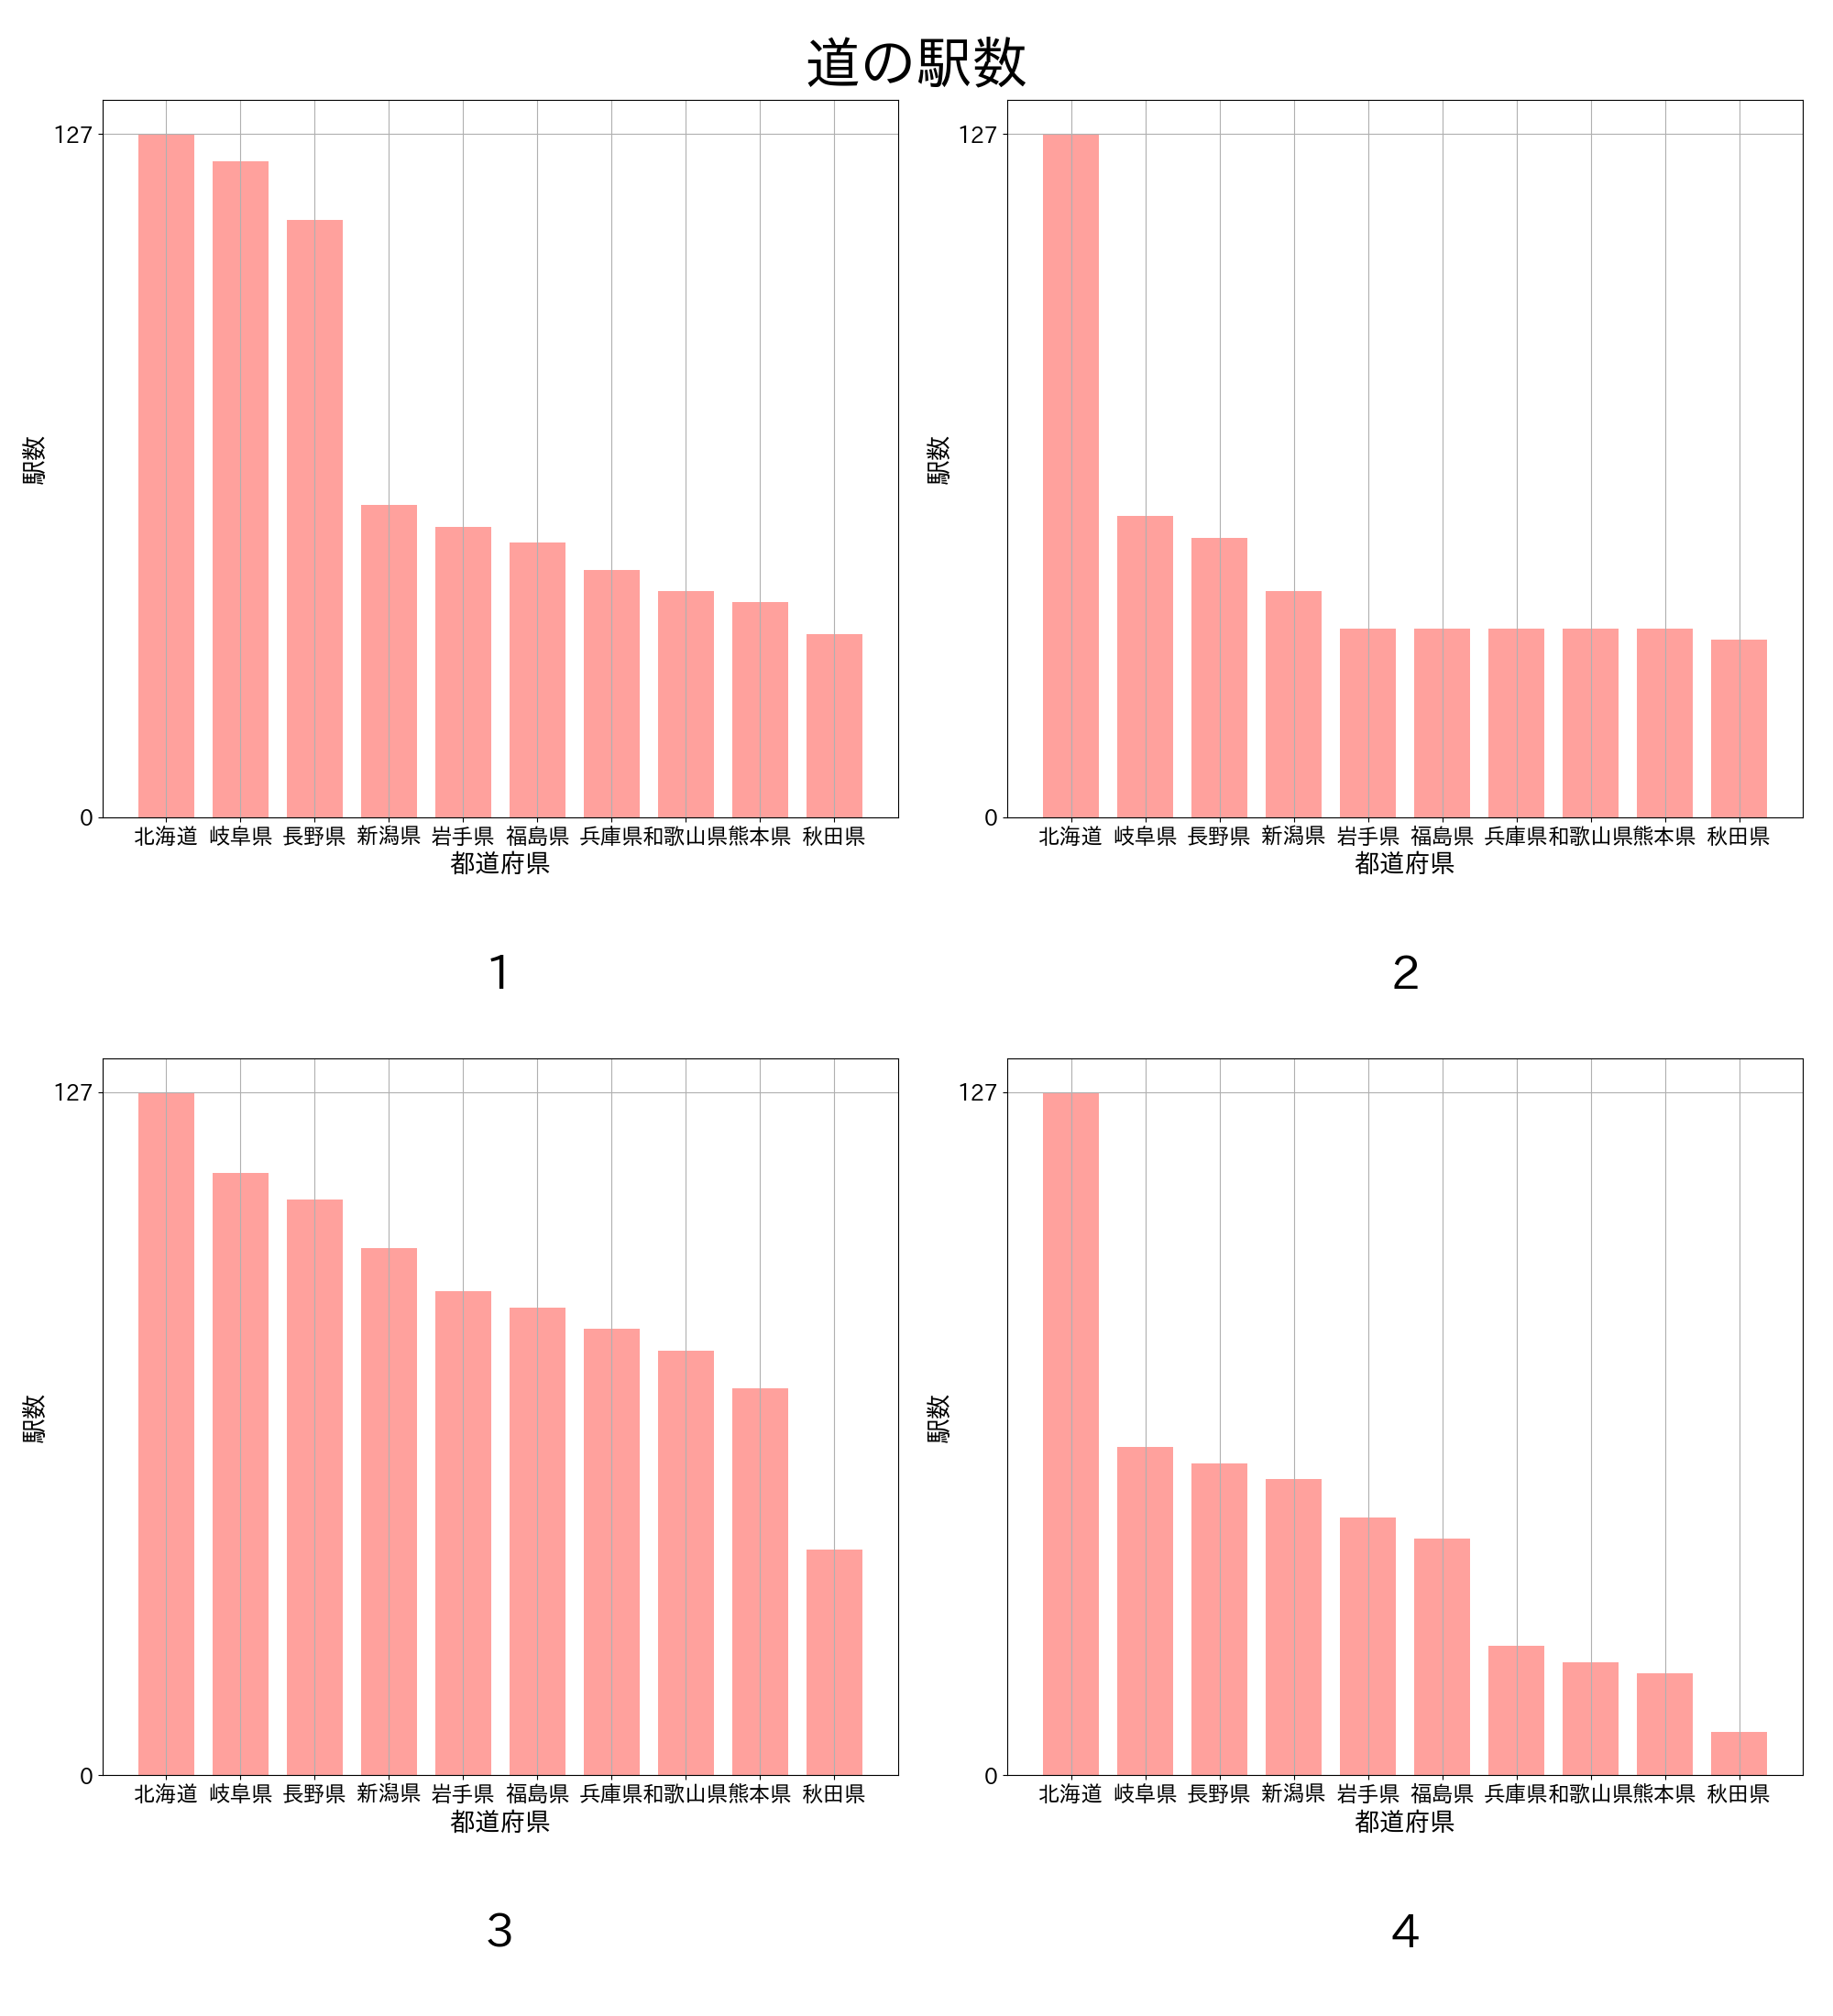 道の駅数
127
0
駅数
北海道 岐阜県 長野県 新潟県 岩手県 福島県 兵庫県 和歌山県 熊本県 秋田県
都道府県
1
127
0
駅数
北海道 岐阜県 長野県 新潟県 岩手県 福島県 兵庫県 和歌山県 熊本県 秋田県
都道府県
2
127
0
駅数
北海道 岐阜県 長野県 新潟県 岩手県 福島県 兵庫県 和歌山県 熊本県 秋田県
都道府県
3
127
0
駅数
北海道 岐阜県 長野県 新潟県 岩手県 福島県 兵庫県 和歌山県 熊本県 秋田県
都道府県
4